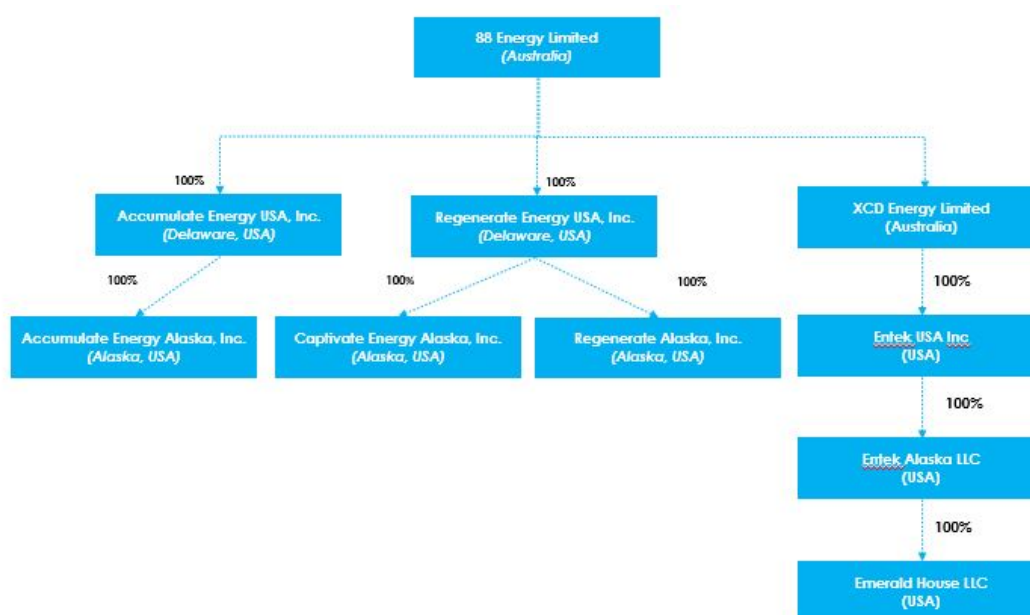 88 Energy Limited
(Australia)
100%
100%
Accumulate Energy USA, Inc.
(Delaware, USA)
Regenerate Energy USA, Inc.
(Delaware, USA)
XCD Energy Limited
(Australia)
100%
100%
100%
100%
Accumulate Energy Alaska, Inc.
(Alaska, USA)
Captivate Energy Alaska, Inc.
(Alaska, USA)
Regenerate Alaska, Inc.
(Alaska, USA)
Entek USA Inc
(USA)
100%
Entek Alaska LLC
(USA)
100%
Emerald House LLC
(USA)